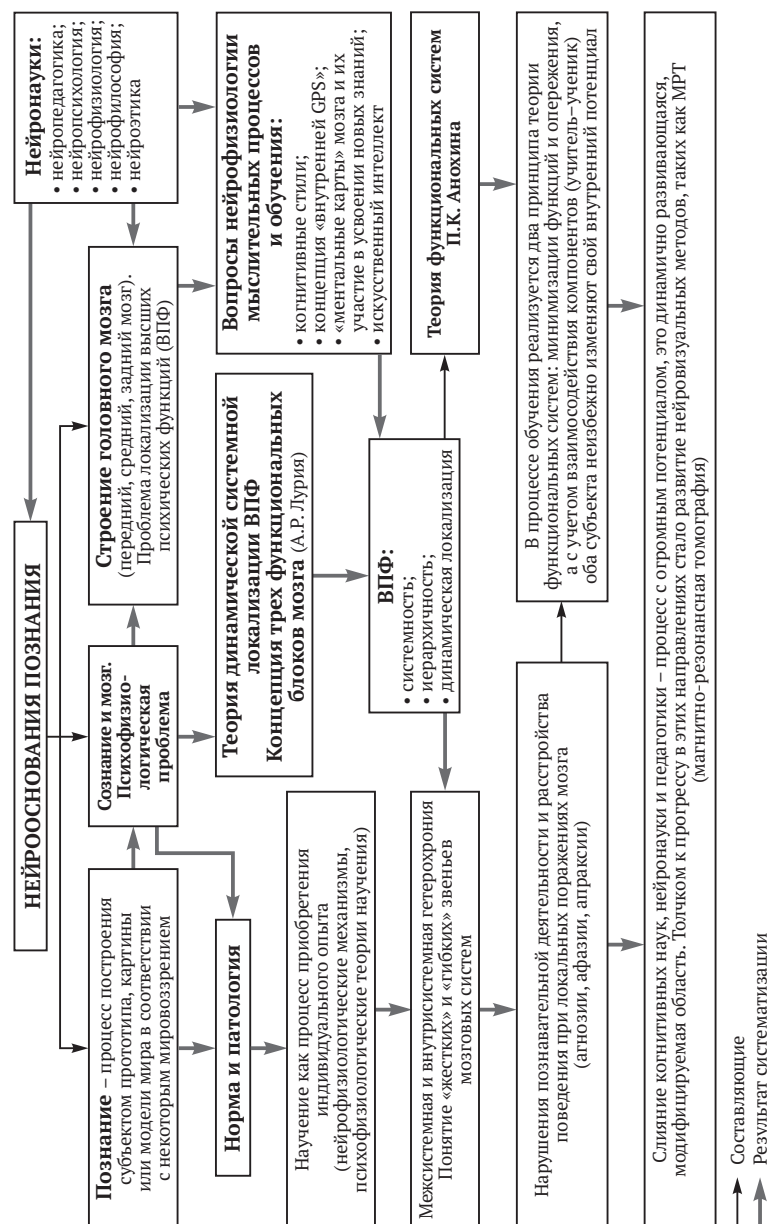 НЕЙРООСНОВАНИЯ ПОЗНАНИЯ
Нейронауки:
• нейропедагогика;
• нейропсихология;
• нейрофизиология;
• нейрофилософия;
• нейроэтика
Познание – процесс построения
субъектом прототипа, картины
или модели мира в соответствии
с некоторым мировоззрением
Сознание и мозг.
Психофизио-
логическая
проблема
Строение головного мозга
(передний, средний, задний мозг).
Проблема локализации высших
психических функций (ВПФ)
Норма и патология
Теория динамической системной
локализации ВПФ
Концепция трех функциональных
блоков мозга (А.Р. Лурия)
Вопросы нейрофизиологии
мыслительных процессов
и обучения:
• когнитивные стили;
• концепция «внутренней GPS»;
• «ментальные карты» мозга и их
участие в усвоении новых знаний;
• искусственный интеллект
Научение как процесс приобретения
индивидуального опыта
(нейрофизиологические механизмы,
психофизиологические теории научения)
ВПФ:
• системность;
• иерархичность;
• динамическая локализация
Теория функциональных систем
П.К. Анохина
Межсистемная и внутрисистемная гетерохрония
Понятие «жестких» и «гибких» звеньев
мозговых систем
Нарушения познавательной деятельности и расстройства
поведения при локальных поражениях мозга
(агнозии, афазии, апраксии)
В процессе обучения реализуется два принципа теории
функциональных систем: минимизации функций и опережения,
а с учетом взаимосодействия компонентов (учитель–ученик)
оба субъекта неизбежно изменяют свой внутренний потенциал
Слияние когнитивных наук, нейронауки и педагогики – процесс с огромным потенциалом, это динамично развивающаяся,
модифицируемая область. Толчком к прогрессу в этих направлениях стало развитие нейровизуальных методов, таких как МРТ
(магнитно-резонансная томография)
Составляющие
Результат систематизации